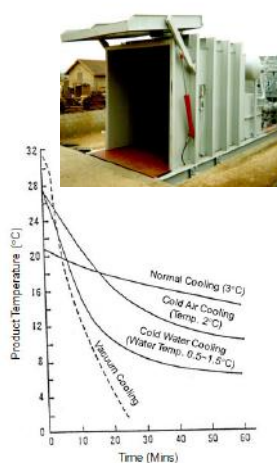 32
28
24
20
16
12
8
4
0
Product Temperature (°C)
Normal Cooling (3°C)
Cold Air Cooling
(Temp. 2°C)
Cold Water Cooling
(Water Temp. 0.5~1.5°C)
Vacuum Cooling
0 10 20 30 40 50 60
Time (Mins)